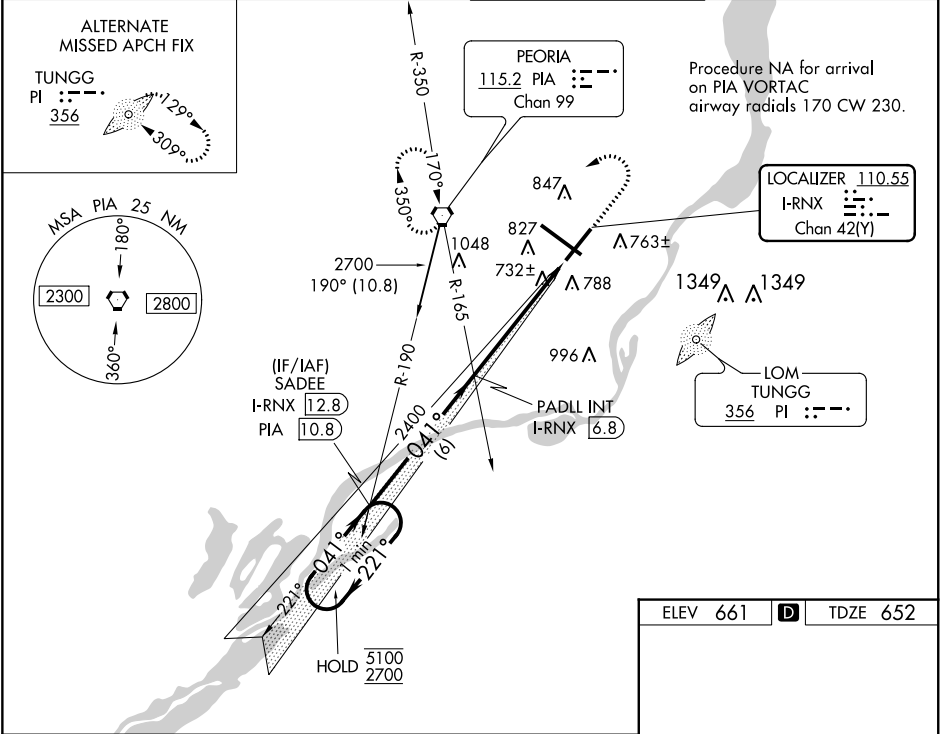 ALTERNATE
MISSED APCH FIX
TUNGG
PI
356
129°
309°
MSA PIA 25 NM
180°
2300
2800
360°
R-350
PEORIA
115.2 PIA
Chan 99
Procedure NA for arrival
on PIA VORTAC
airway radials 170 CW 230.
170°
350°
847
LOCALIZER 110.55
I-RNX
Chan 42(Y)
827
1048
763±
732±
788
2700
190° (10.8)
R-165
1349
1349
996
R-190
LOM
TUNGG
356 PI
(IF/IAF)
SADEE
I-RNX 12.8
PIA 10.8
2400
041°
(6)
PADLL INT
I-RNX 6.8
041°
1 min
221°
221°
HOLD 5100
2700
ELEV 661 D TDZE 652